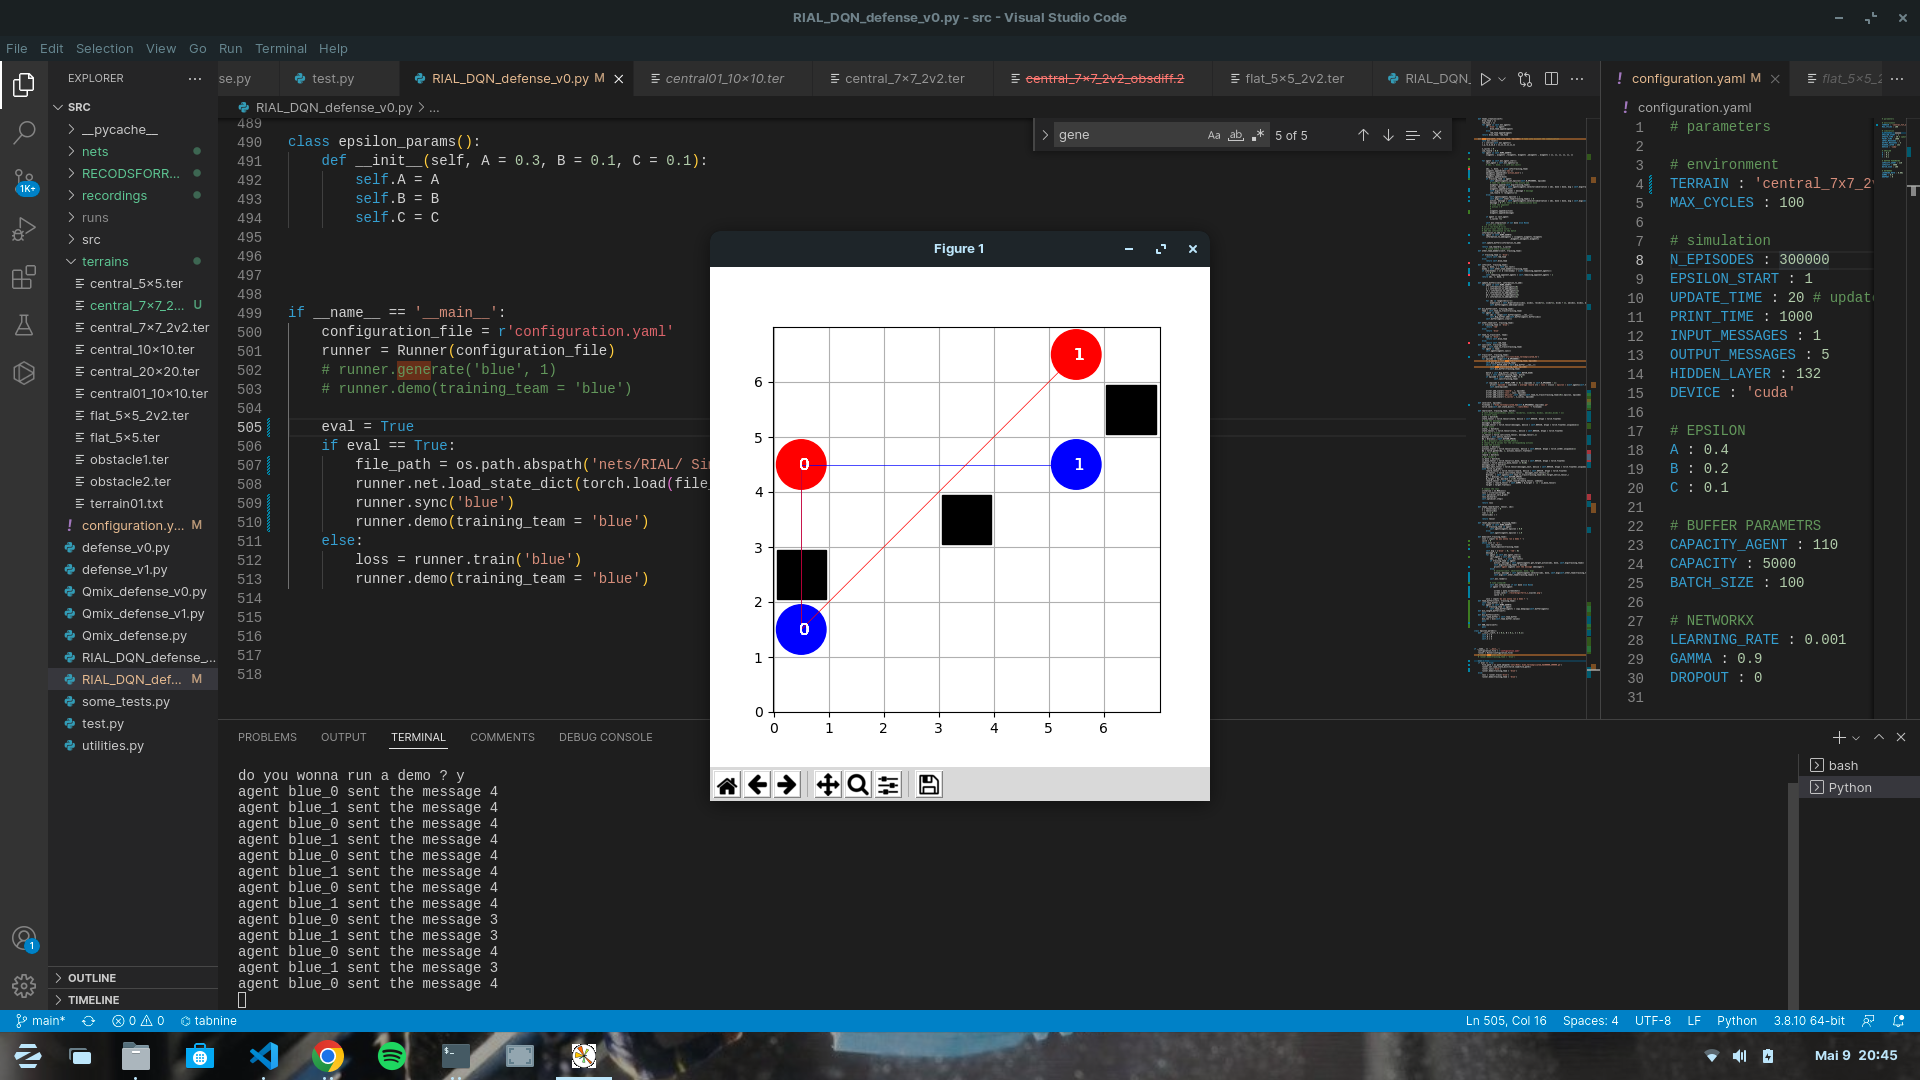 RIAL_DQN_defense_v0.py - src - Visual Studio Code
File Edit Selection View Go Run Terminal Help
EXPLORER
SRC
__pycache__
nets
RECODSFORR...
recordings
runs
src
terrains
central_5×5.ter
central_7×7_2... U
central_7×7_2v2.ter
central_10×10.ter
central_20×20.ter
central01_10×10.ter
flat_5×5_2v2.ter
flat_5×5.ter
obstacle1.ter
obstacle2.ter
terrain01.txt
configuration.y... M
defense_v0.py
defense_v1.py
Qmix_defense_v0.py
Qmix_defense_v1.py
Qmix_defense.py
RIAL_DQN_defense_...
RIAL_DQN_def... M
some_tests.py
test.py
utilities.py
OUTLINE
TIMELINE
1K+
1
se.py test.py RIAL_DQN_defense_v0.py M central01_10×10.ter central_7×7_2v2.ter central_7×7_2v2_obsdiff.2 flat_5×5_2v2.ter RIAL_DQN_
RIAL_DQN_defense_v0.py > ...
gene Aa ab 5 of 5
489
490 class epsilon_params():
491 def __init__(self, A = 0.3, B = 0.1, C = 0.1):
492 self.A = A
493 self.B = B
494 self.C = C
495
496
497
498
499 if __name__ == '__main__':
500 configuration_file = r'configuration.yaml'
501 runner = Runner(configuration_file)
502 # runner.generate('blue', 1)
503 # runner.demo(training_team = 'blue')
504
505 eval = True
506 if eval == True:
507 file_path = os.path.abspath('nets/RIAL/ Si
508 runner.net.load_state_dict(torch.load(file_
509 runner.sync('blue')
510 runner.demo(training_team = 'blue')
511 else:
512 loss = runner.train('blue')
513 runner.demo(training_team = 'blue')
514
515
516
517
518
Figure 1
1
0
1
0
6
5
4
3
2
1
0
0 1 2 3 4 5 6
configuration.yaml M flat_5×5_2
configuration.yaml
1 # parameters
2
3 # environment
4 TERRAIN : 'central_7x7_2v
5 MAX_CYCLES : 100
6
7 # simulation
8 N_EPISODES : 300000
9 EPSILON_START : 1
10 UPDATE_TIME : 20 # updat
11 PRINT_TIME : 1000
12 INPUT_MESSAGES : 1
13 OUTPUT_MESSAGES : 5
14 HIDDEN_LAYER : 132
15 DEVICE : 'cuda'
16
17 # EPSILON
18 A : 0.4
19 B : 0.2
20 C : 0.1
21
22 # BUFFER PARAMETRS
23 CAPACITY_AGENT : 110
24 CAPACITY : 5000
25 BATCH_SIZE : 100
26
27 # NETWORKX
28 LEARNING_RATE : 0.001
29 GAMMA : 0.9
30 DROPOUT : 0
31
PROBLEMS OUTPUT TERMINAL COMMENTS DEBUG CONSOLE
do you wonna run a demo ? y
agent blue_0 sent the message 4
agent blue_1 sent the message 4
agent blue_0 sent the message 4
agent blue_1 sent the message 4
agent blue_0 sent the message 4
agent blue_1 sent the message 4
agent blue_0 sent the message 4
agent blue_1 sent the message 4
agent blue_0 sent the message 3
agent blue_1 sent the message 3
agent blue_0 sent the message 4
agent blue_1 sent the message 3
agent blue_0 sent the message 4
bash
Python
main* 0 0 tabnine Ln 505, Col 16 Spaces: 4 UTF-8 LF Python 3.8.10 64-bit
Mai 9 20:45